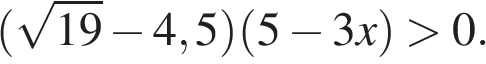 (√19 − 4,5)(5 − 3x) > 0.